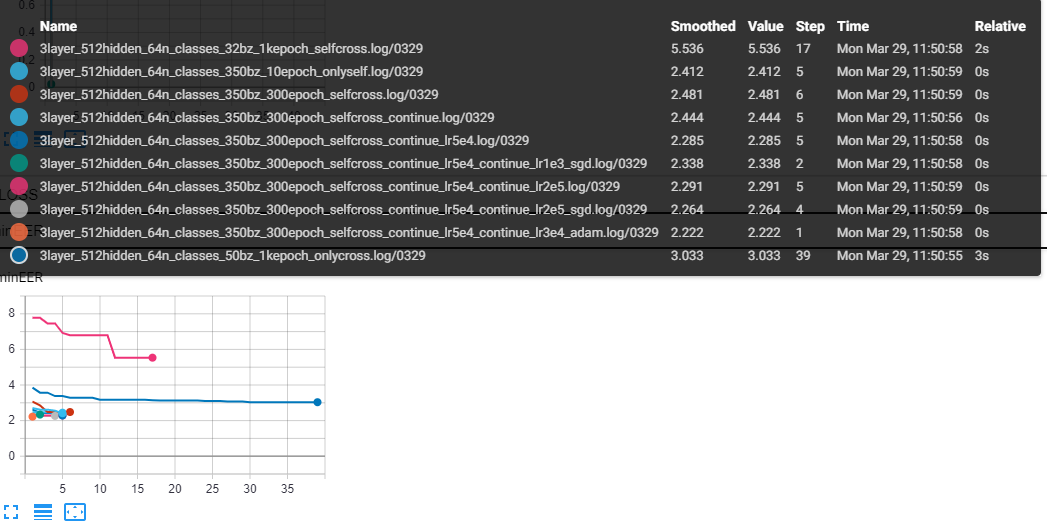 0.6
Name Smoothed Value Step Time Relative
0.4
3layer_512hidden_64n_classes_32bz_1kepoch_selfcross.log/0329 5.536 5.536 17 Mon Mar 29, 11:50:58 2s
0.2
3layer_512hidden_64n_classes_350bz_10epoch_onlyself.log/0329 2.412 2.412 5 Mon Mar 29, 11:50:59 0s
0
3layer_512hidden_64n_classes_350bz_300epoch_selfcross.log/0329 2.481 2.481 6 Mon Mar 29, 11:50:59 0s
3layer_512hidden_64n_classes_350bz_300epoch_selfcross_continue.log/0329 2.444 2.444 5 Mon Mar 29, 11:50:56 0s
3layer_512hidden_64n_classes_350bz_300epoch_selfcross_continue_lr5e4.log/0329 2.285 2.285 5 Mon Mar 29, 11:50:58 0s
3layer_512hidden_64n_classes_350bz_300epoch_selfcross_continue_lr5e4_continue_lr1e3_sgd.log/0329 2.338 2.338 2 Mon Mar 29, 11:50:58 0s
3layer_512hidden_64n_classes_350bz_300epoch_selfcross_continue_lr5e4_continue_lr2e5.log/0329 2.291 2.291 5 Mon Mar 29, 11:50:59 0s
LOSS
3layer_512hidden_64n_classes_350bz_300epoch_selfcross_continue_lr5e4_continue_lr2e5_sgd.log/0329 2.264 2.264 4 Mon Mar 29, 11:50:59 0s
3layer_512hidden_64n_classes_350bz_300epoch_selfcross_continue_lr5e4_continue_lr3e4_adam.log/0329 2.222 2.222 1 Mon Mar 29, 11:50:58 0s
3layer_512hidden_64n_classes_50bz_1kepoch_onlycross.log/0329 3.033 3.033 39 Mon Mar 29, 11:50:55 3s
minEER
8
6
4
2
0
5 10 15 20 25 30 35